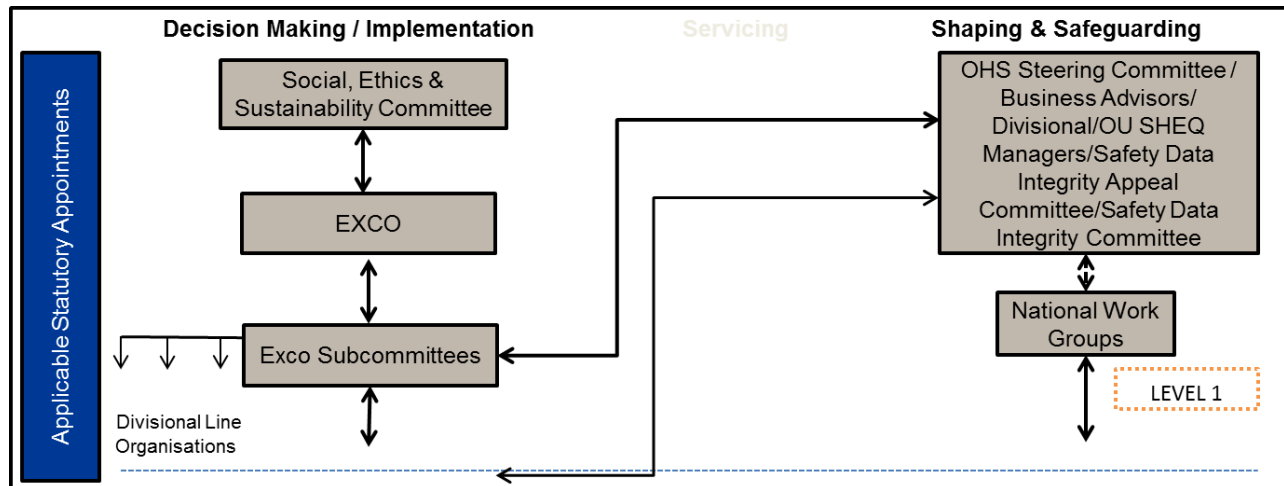 Decision Making / Implementation
Servicing
Shaping & Safeguarding
Applicable Statutory Appointments
Social, Ethics &
Sustainability Committee
EXCO
Exco Subcommittees
Divisional Line
Organisations
OHS Steering Committee /
Business Advisors/
Divisional/OU SHEQ
Managers/Safety Data
Integrity Appeal
Committee/Safety Data
Integrity Committee
National Work
Groups
LEVEL 1